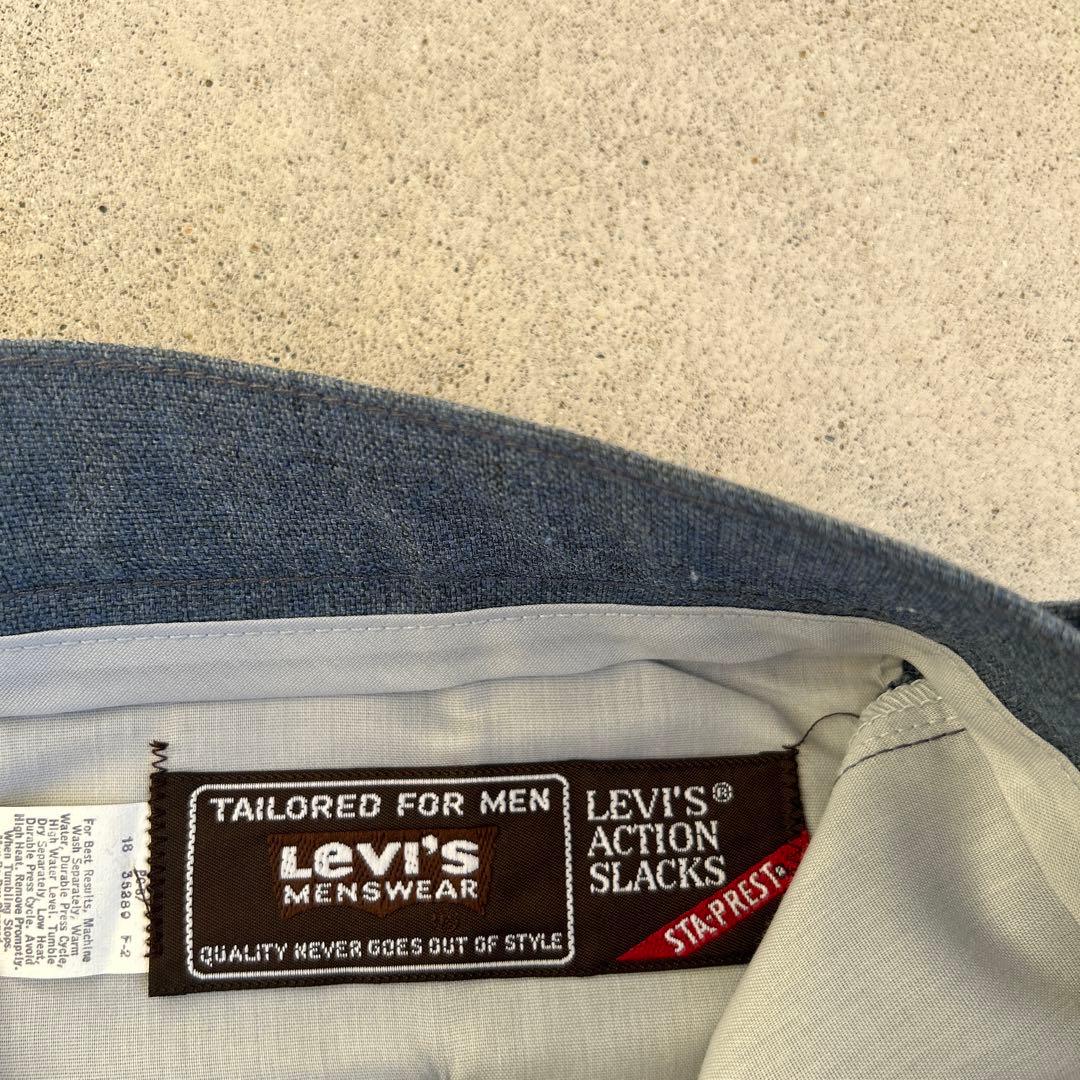 TAILORED FOR MEN
Levi's
MENSWEAR
QUALITY NEVER GOES OUT OF STYLE
LEVI'S®
ACTION
SLACKS
STA-PREST®
18 35889 F-2
For Best Results, Machine
Wash Separately, Warm
Water, Durable Press Cycle,
High Water Level. Tumble
Dry Separately, Low Heat,
Durable Press Cycle. Avoid
High Heat. Remove Promptly.
When Tumbling Stops.